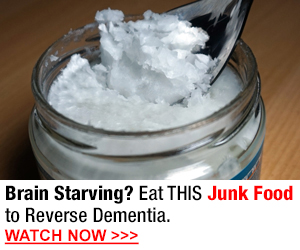 Brain Starving? Eat THIS Junk Food
to Reverse Dementia.
WATCH NOW >>>